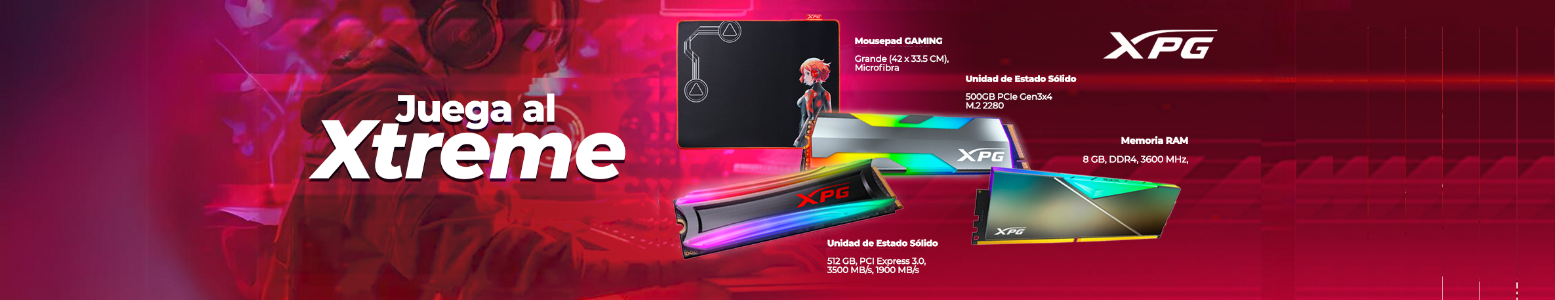 Juega al
Xtreme
XPG
Mousepad GAMING
Grande (42 x 33.5 CM),
Microfibra
XPG
Unidad de Estado Sólido
500GB PCIe Gen3x4
M.2 2280
XPG
Memoria RAM
8 GB, DDR4, 3600 MHz,
XPG
XPG
Unidad de Estado Sólido
512 GB, PCI Express 3.0,
3500 MB/s, 1900 MB/s